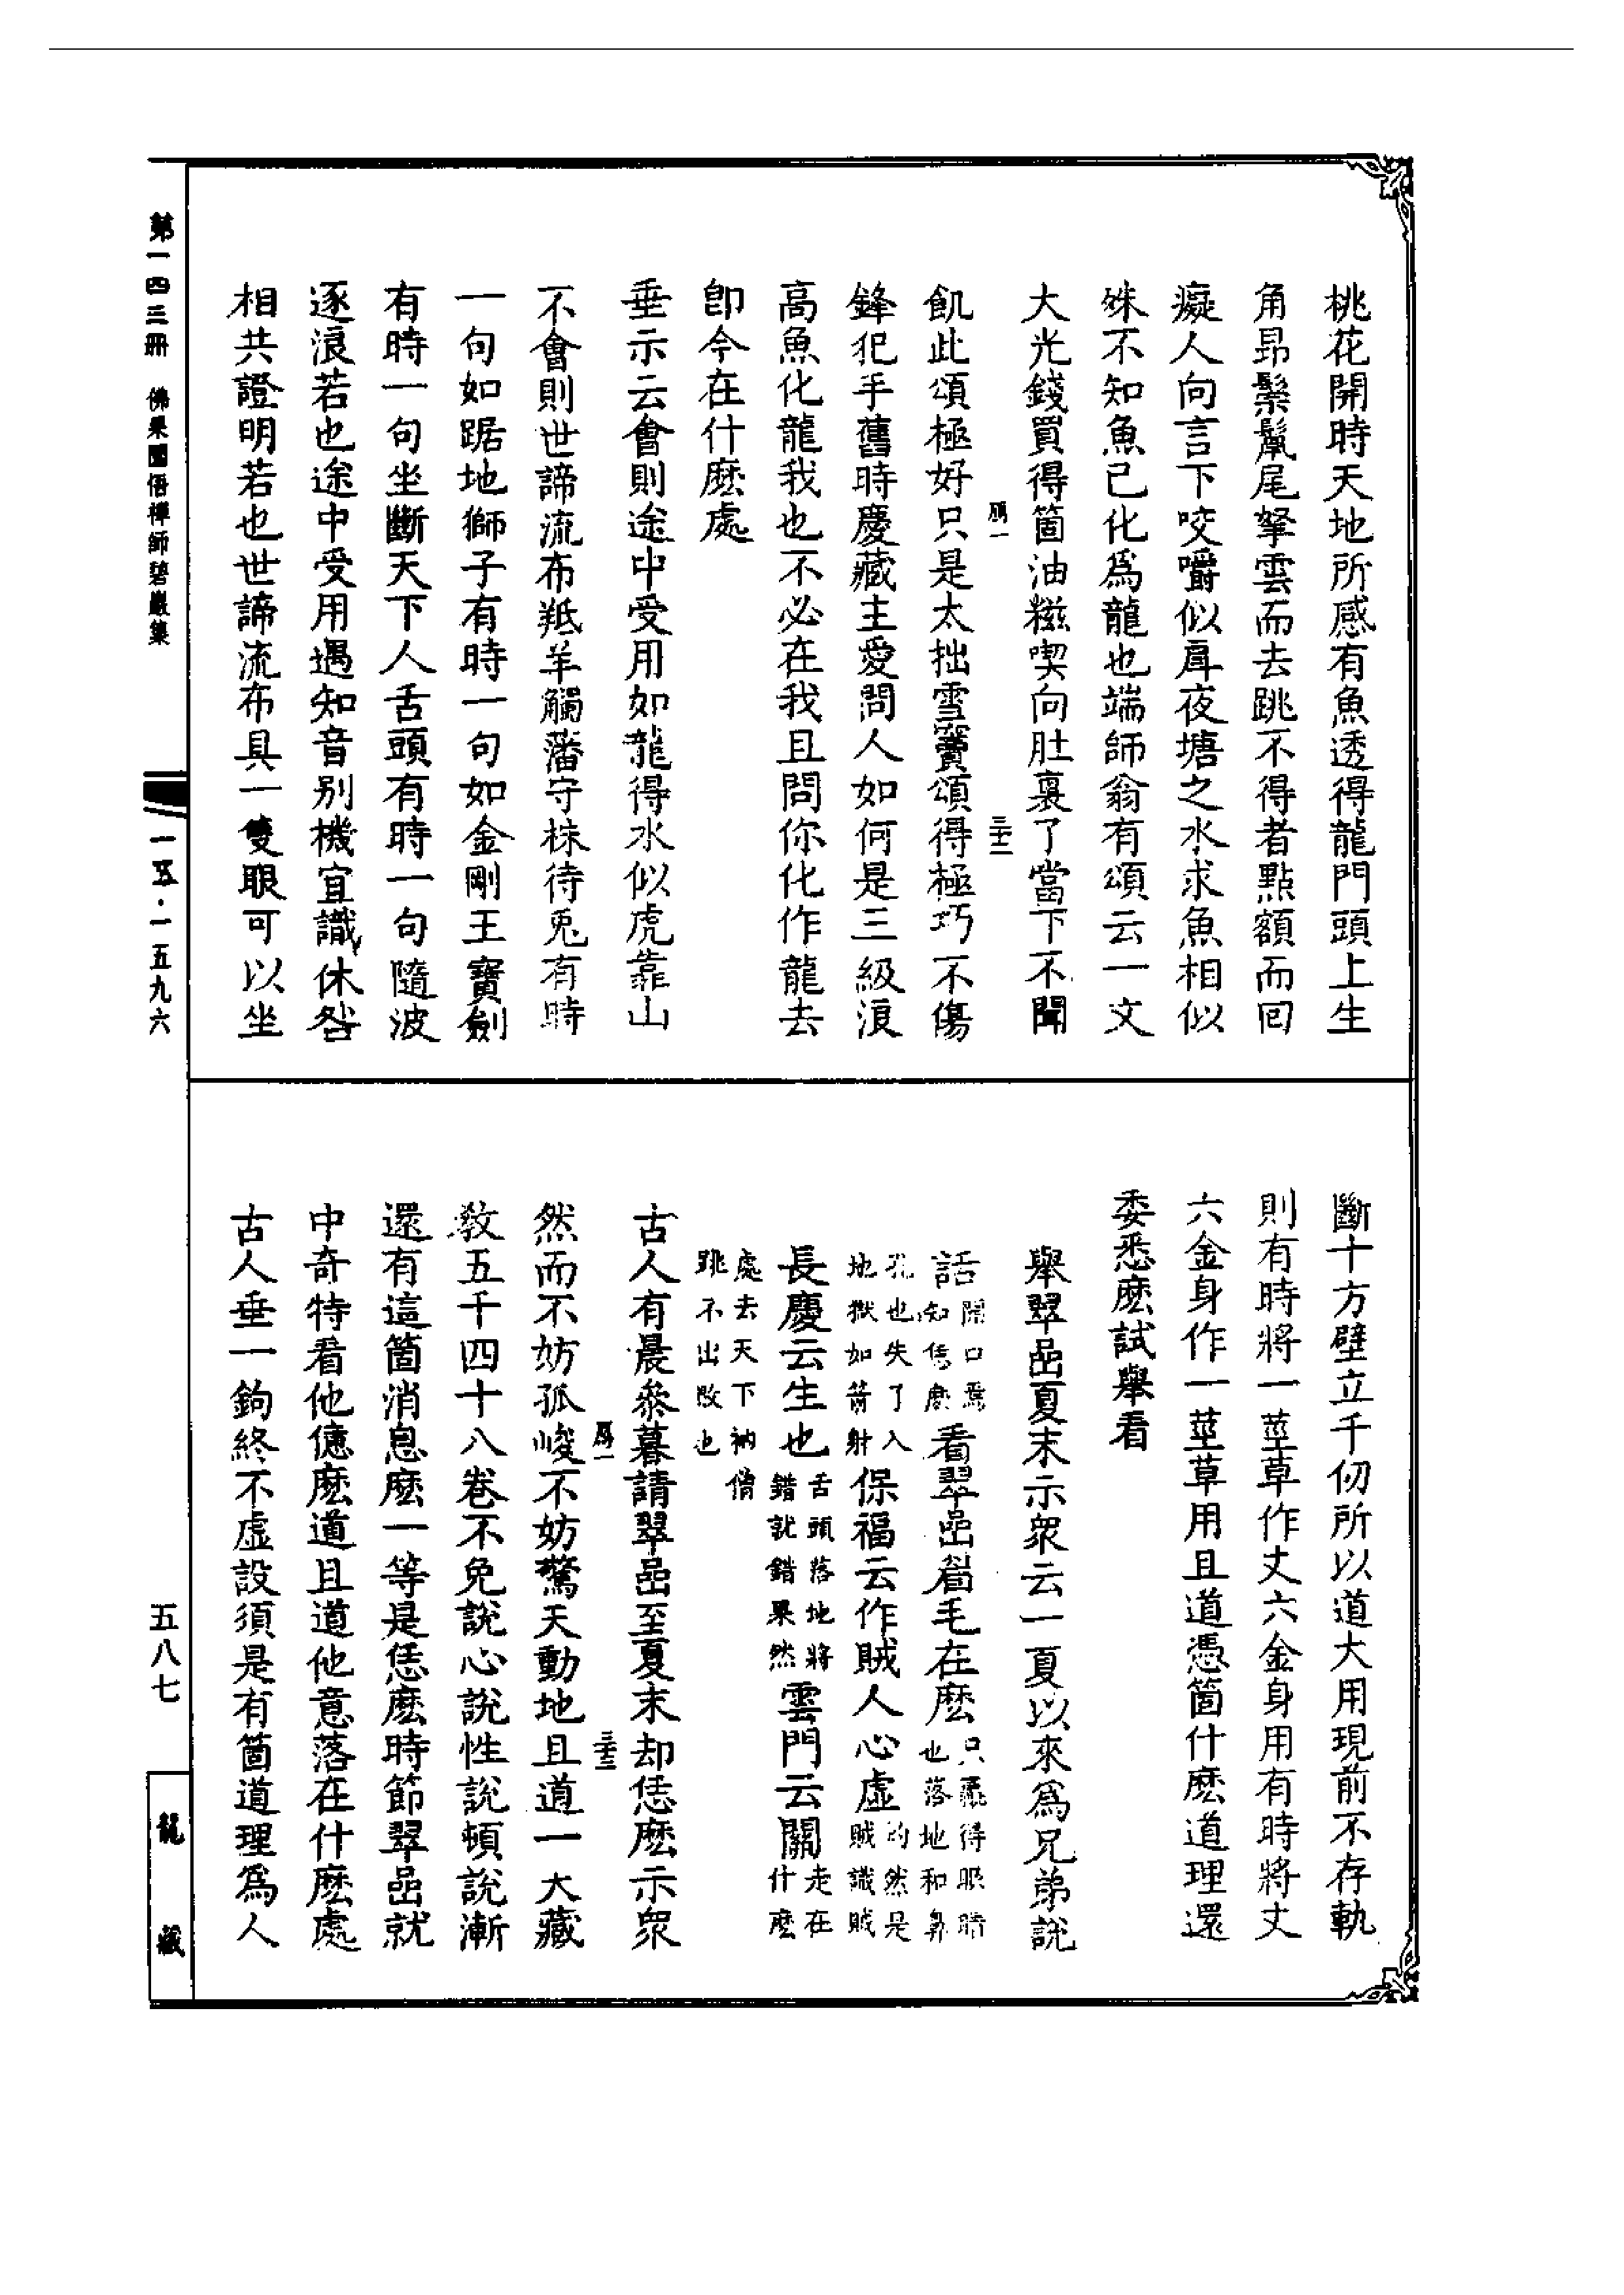 桃花開時天地所感有魚透得龍門頭上生
角昂鬃鬣尾拏雲而去跳不得者點額而回
癡人向言下咬嚼似戽夜塘之水求魚相似
殊不知魚已化為龍也端師翁有頌云一文
大光錢買得箇油糍喫向肚裏了當下不聞
飢此頌極好只是太拙雪竇頌得極巧不傷
鋒犯手舊時慶藏主愛問人如何是三級浪
高魚化龍我也不必在我且問你化作龍去
卽今在什麽處
垂示云會則途中受用如龍得水似虎靠山
不會則世諦流布羝羊觸藩守株待兎有時
一句如踞地獅子有時一句如金剛王寶劍
有時一句坐斷天下人舌頭有時一句隨波
逐浪若也途中受用遇知音別機宜識休咎
相共證明若也世諦流布具一隻眼可以坐
三十二
斷十方壁立千仞所以道大用現前不存軌
則有時將一莖草作丈六金身用有時將丈
六金身作一莖草用且道憑箇什麽道理還
委悉麽試舉看
舉翠嵒夏末示眾云一夏以來為兄弟說
話開口焉知恁麽看翠嵒眉毛在麽只贏得眼睛也落地和鼻
孔也失了入地獄如箭射保福云作賊人心虛的然是賊識賊
長慶云生也舌頭落地將錯就錯果然雲門云關走在什麽
處去天下衲僧跳不出敗也
古人有晨參暮請翠嵒至夏末却恁麽示眾
然而不妨孤峻不妨驚天動地且道一大藏
敎五千四十八卷不免說心說性說頓說漸
還有這箇消息麽一等是恁麽時節翠嵒就
中奇特看他恁麽道且道他意落在什麽處
古人垂一鉤終不虛設須是有箇道理為人
三十三
第一四三冊　佛果圜悟禪師碧巖集
一五·一五九六
五八七
龍藏